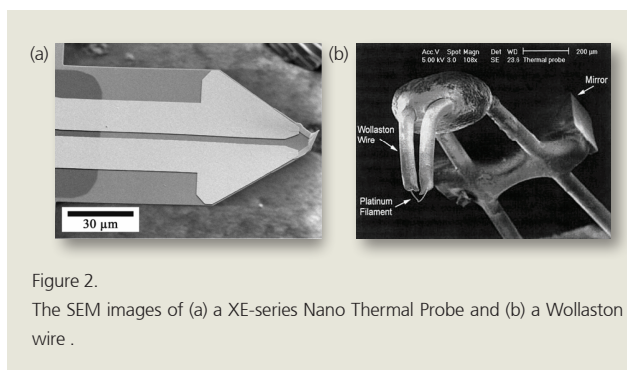 (a)
30 µm
(b)
Acc.V Spot Magn Det WD 200 µm
5.00 kV 3.0 108x SE 23.6 Thermal probe
Mirror
Wollaston
Wire
Platinum
Filament
Figure 2.
The SEM images of (a) a XE-series Nano Thermal Probe and (b) a Wollaston
wire .